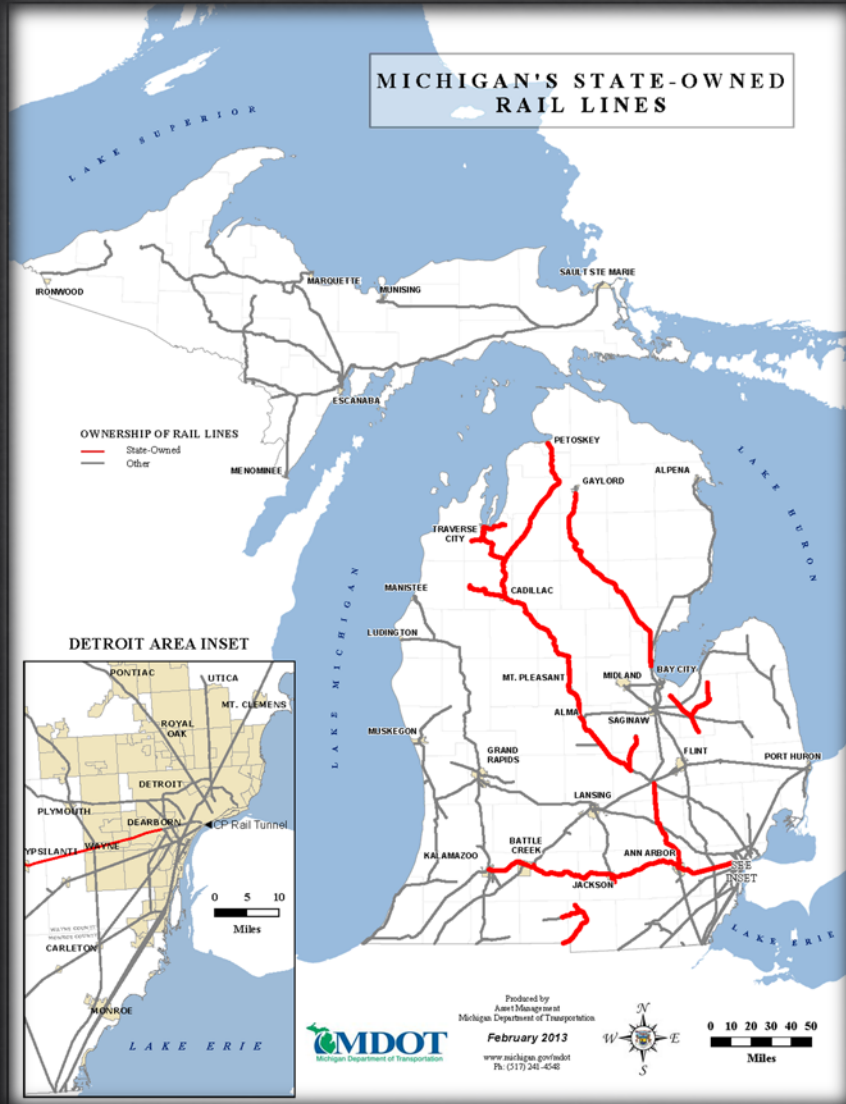 MICHIGAN'S STATE-OWNED
RAIL LINES
LAKE SUPERIOR
SAULT STE MARIE
MARQUETTE
MUNISING
IRONWOOD
ESCANABA
OWNERSHIP OF RAIL LINES
State-Owned
Other
MENOMINEE
PETOSKEY
GAYLORD
ALPENA
LAKE HURON
TRAVERSE
CITY
MANISTEE
CADILLAC
LUDINGTON
LAKE MICHIGAN
MT. PLEASANT
MIDLAND
BAY CITY
ALMA
SAGINAW
MUSKEGON
GRAND
RAPIDS
FLINT
PORT HURON
LANSING
BATTLE
CREEK
KALAMAZOO
ANN ARBOR
JACKSON
SEE
INSET
LAKE ERIE
DETROIT AREA INSET
PONTIAC
UTICA
MT. CLEMENS
ROYAL
OAK
DETROIT
PLYMOUTH
DEARBORN
CP Rail Tunnel
YPSILANTI
WAYNE
0 5 10
Miles
WAYNE COUNTY
MONROE COUNTY
CARLETON
MONROE
LAKE ERIE
MDOT
Michigan Department of Transportation
Produced by
Asset Management
Michigan Department of Transportation
February 2013
www.michigan.gov/mdot
Ph: (517) 241-4548
N
W E
S
0 10 20 30 40 50
Miles